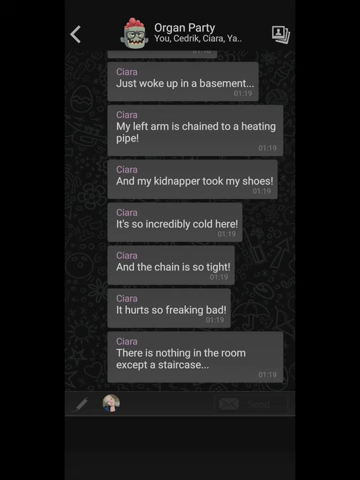 Organ Party
You, Cedrik, Ciara, Ya..
01:18
Ciara
Just woke up in a basement...
01:19
Ciara
My left arm is chained to a heating
pipe!
01:19
Ciara
And my kidnapper took my shoes!
01:19
Ciara
It's so incredibly cold here!
01:19
Ciara
And the chain is so tight!
01:19
Ciara
It hurts so freaking bad!
01:19
Ciara
There is nothing in the room
except a staircase...
01:19
Send